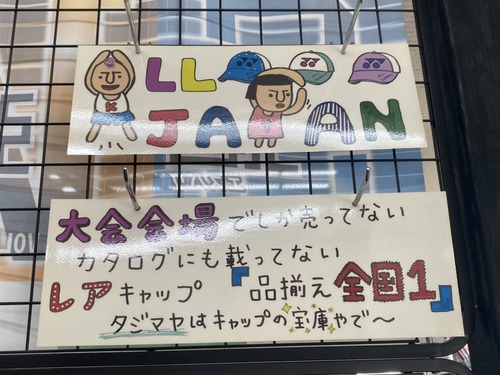 ALL
JAPAN
大会会場でしか売ってない
カタログにも載ってない
レアキャップ『品揃え全国1』
タジマヤはキャップの宝庫やで～